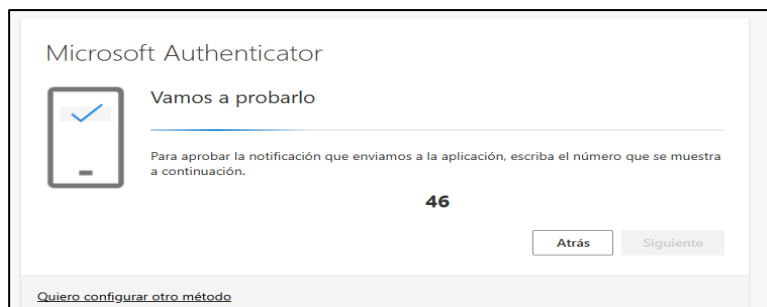 Microsoft Authenticator
Vamos a probarlo
Para aprobar la notificación que enviamos a la aplicación, escriba el número que se muestra
a continuación.
46
Atrás
Siguiente
Quiero configurar otro método